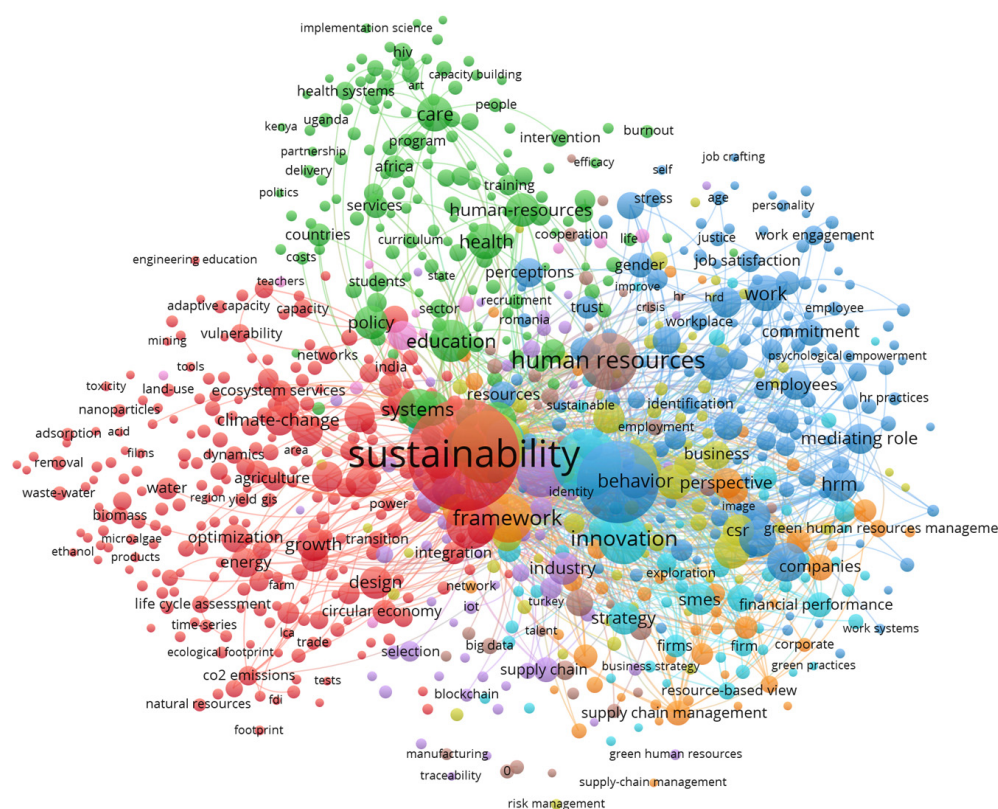 implementation science
hiv
capacity building
art
health systems
people
care
uganda
kenya
burnout
intervention
program
partnership
job crafting
efficacy
africa
delivery
self
training
politics
stress
age
personality
services
human-resources
countries
curriculum
cooperation
life
justice
work engagement
health
costs
engineering education
job satisfaction
state
perceptions
gender
teachers
students
improve
hr
hrd
work
adaptive capacity
capacity
sector
recruitment
trust
crisis
employee
romania
workplace
policy
vulnerability
commitment
mining
education
networks
psychological empowerment
human resources
tools
india
toxicity
land-use
ecosystem services
resources
employees
hr practices
nanoparticles
systems
sustainable
identification
climate-change
employment
adsorption
acid
mediating role
films
dynamics
area
sustainability
business
removal
agriculture
water
behavior
perspective
hrm
waste-water
region
yield
gis
identity
power
image
biomass
framework
csr
green human resources manageme
microalgae
optimization
transition
innovation
ethanol
products
growth
integration
energy
industry
companies
exploration
farm
design
network
life cycle assessment
circular economy
iot
turkey
smes
financial performance
time-series
strategy
work systems
lca
trade
talent
ecological footprint
selection
big data
firms
firm
corporate
business strategy
green practices
co2 emissions
tests
supply chain
resource-based view
natural resources
fdi
blockchain
supply chain management
footprint
manufacturing
green human resources
traceability
0
supply-chain management
risk management